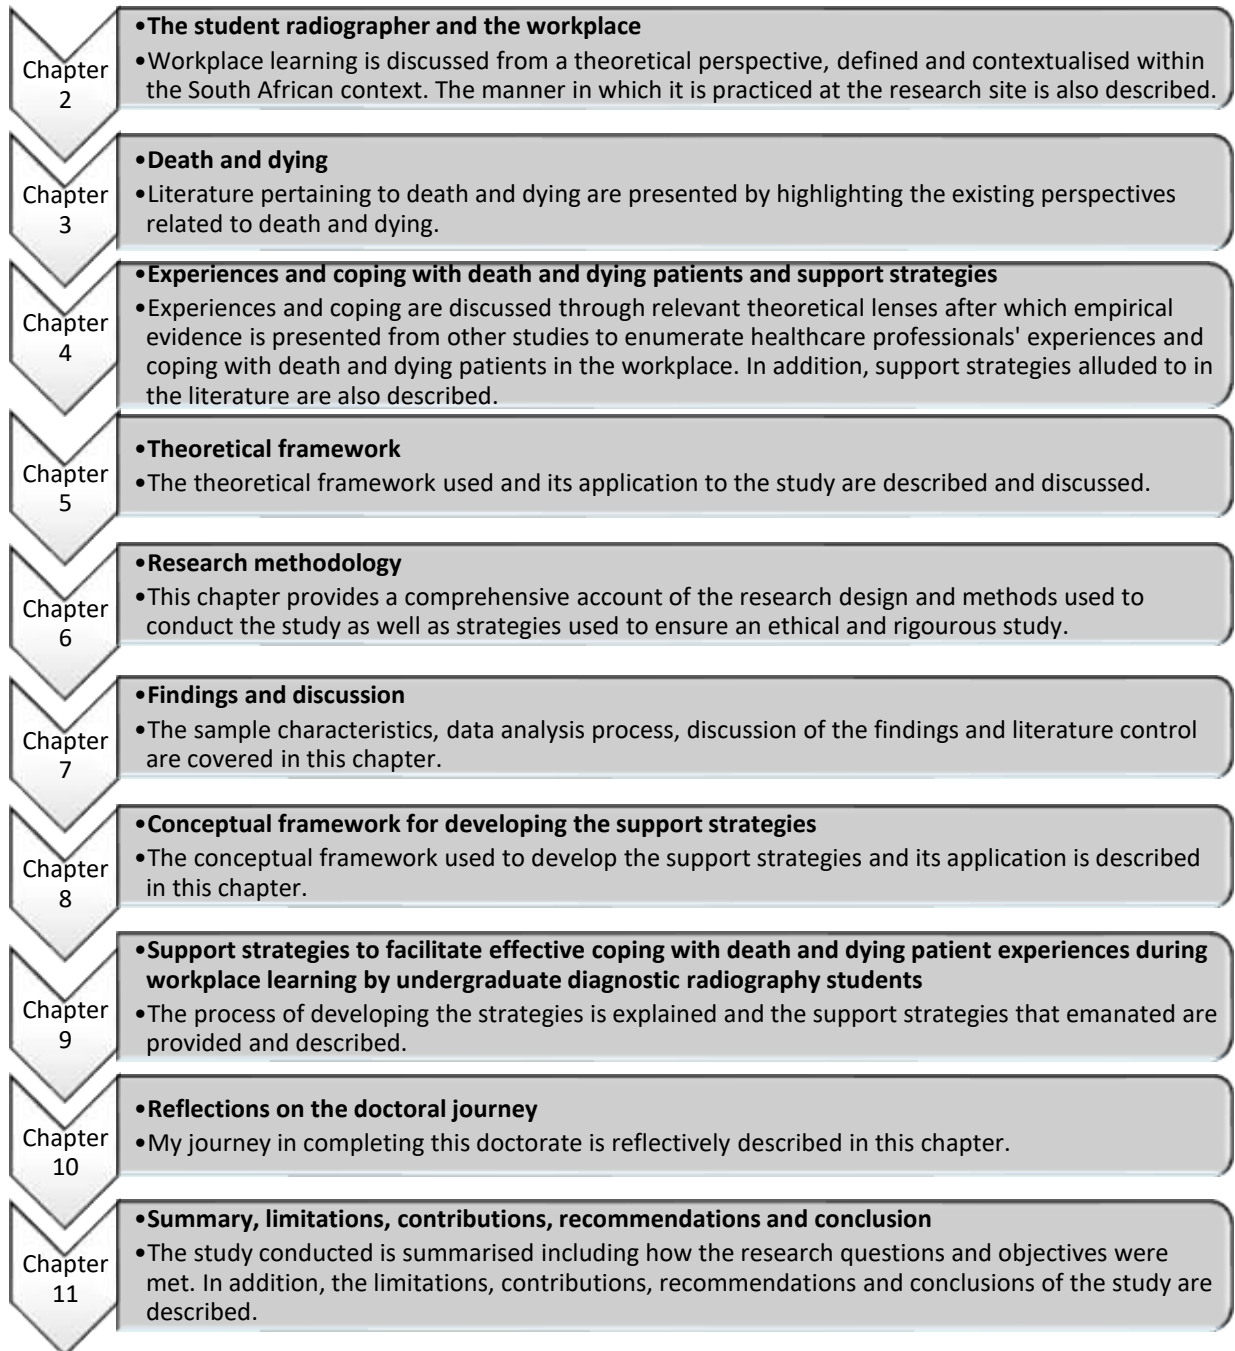 Chapter
2
•The student radiographer and the workplace
•Workplace learning is discussed from a theoretical perspective, defined and contextualised within
the South African context. The manner in which it is practiced at the research site is also described.
Chapter
3
•Death and dying
•Literature pertaining to death and dying are presented by highlighting the existing perspectives
related to death and dying.
Chapter
4
•Experiences and coping with death and dying patients and support strategies
•Experiences and coping are discussed through relevant theoretical lenses after which empirical
evidence is presented from other studies to enumerate healthcare professionals' experiences and
coping with death and dying patients in the workplace. In addition, support strategies alluded to in
the literature are also described.
Chapter
5
•Theoretical framework
•The theoretical framework used and its application to the study are described and discussed.
Chapter
6
•Research methodology
•This chapter provides a comprehensive account of the research design and methods used to
conduct the study as well as strategies used to ensure an ethical and rigourous study.
Chapter
7
•Findings and discussion
•The sample characteristics, data analysis process, discussion of the findings and literature control
are covered in this chapter.
Chapter
8
•Conceptual framework for developing the support strategies
•The conceptual framework used to develop the support strategies and its application is described
in this chapter.
Chapter
9
•Support strategies to facilitate effective coping with death and dying patient experiences during
workplace learning by undergraduate diagnostic radiography students
•The process of developing the strategies is explained and the support strategies that emanated are
provided and described.
Chapter
10
•Reflections on the doctoral journey
•My journey in completing this doctorate is reflectively described in this chapter.
Chapter
11
•Summary, limitations, contributions, recommendations and conclusion
•The study conducted is summarised including how the research questions and objectives were
met. In addition, the limitations, contributions, recommendations and conclusions of the study are
described.